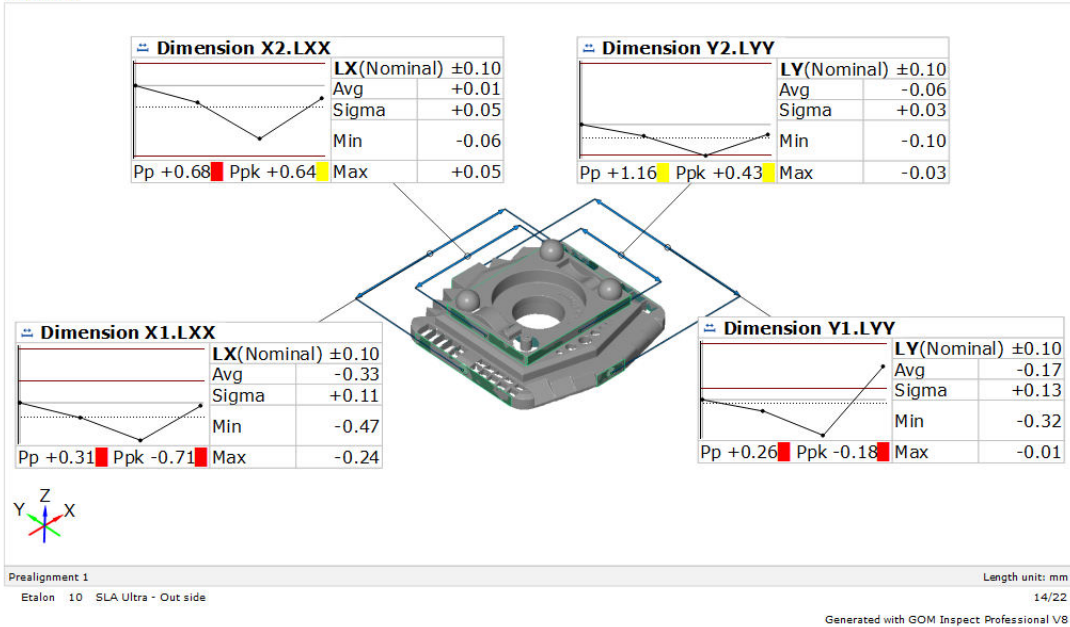 Dimension X2.LXX
LX(Nominal) ±0.10
Avg +0.01
Sigma +0.05
Min -0.06
Pp +0.68 Ppk +0.64 Max +0.05
Dimension Y2.LYY
LY(Nominal) ±0.10
Avg -0.06
Sigma +0.03
Min -0.10
Pp +1.16 Ppk +0.43 Max -0.03
Dimension X1.LXX
LX(Nominal) ±0.10
Avg -0.33
Sigma +0.11
Min -0.47
Pp +0.31 Ppk -0.71 Max -0.24
Dimension Y1.LYY
LY(Nominal) ±0.10
Avg -0.17
Sigma +0.13
Min -0.32
Pp +0.26 Ppk -0.18 Max -0.01
Z
Y X
Prealignment 1 Length unit: mm
Etalon 10 SLA Ultra - Out side 14/22
Generated with GOM Inspect Professional V8